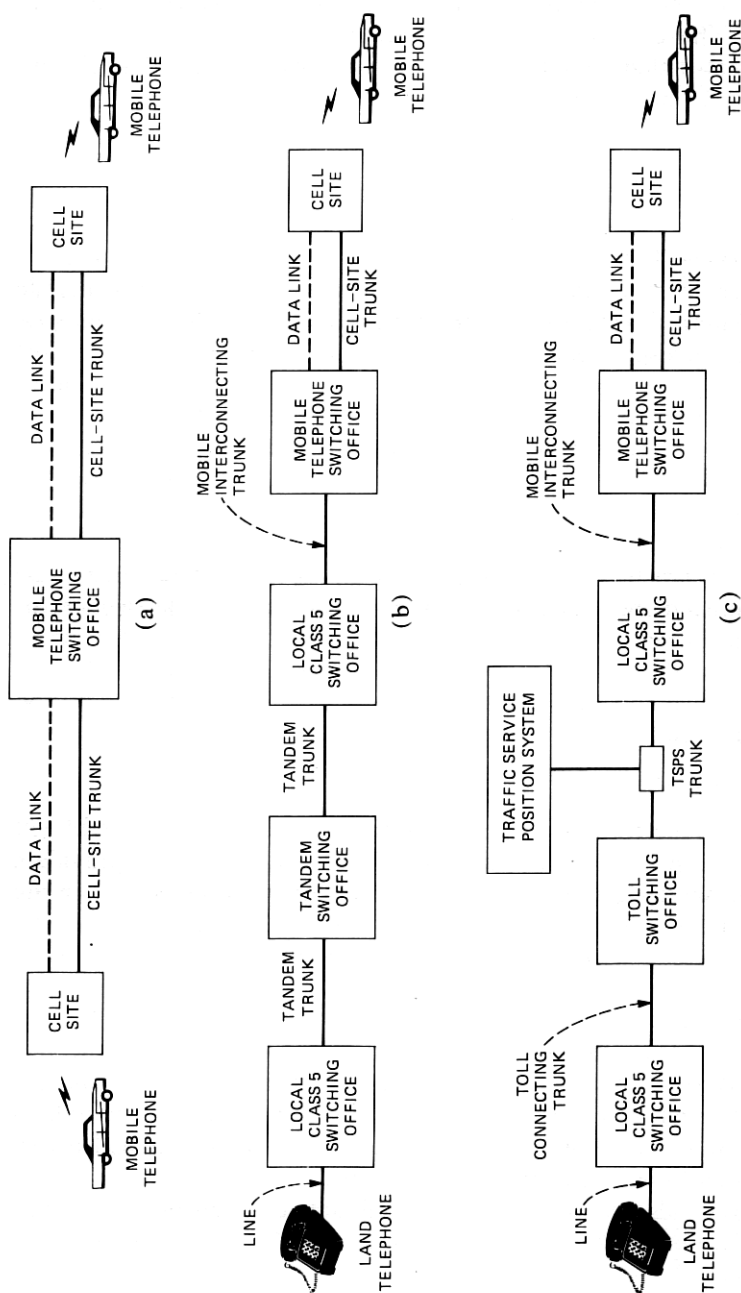 MOBILE
TELEPHONE
CELL
SITE
DATA LINK
CELL-SITE TRUNK
MOBILE
TELEPHONE
SWITCHING
OFFICE
DATA LINK
CELL-SITE TRUNK
CELL
SITE
MOBILE
TELEPHONE
(a)
LAND
TELEPHONE
LINE
LOCAL
CLASS 5
SWITCHING
OFFICE
TANDEM
TRUNK
TANDEM
SWITCHING
OFFICE
TANDEM
TRUNK
LOCAL
CLASS 5
SWITCHING
OFFICE
MOBILE
INTERCONNECTING
TRUNK
MOBILE
TELEPHONE
SWITCHING
OFFICE
DATA LINK
CELL-SITE
TRUNK
CELL
SITE
MOBILE
TELEPHONE
(b)
LAND
TELEPHONE
LINE
LOCAL
CLASS 5
SWITCHING
OFFICE
TOLL
CONNECTING
TRUNK
TOLL
SWITCHING
OFFICE
TRAFFIC SERVICE
POSITION SYSTEM
TSPS
TRUNK
LOCAL
CLASS 5
SWITCHING
OFFICE
MOBILE
INTERCONNECTING
TRUNK
MOBILE
TELEPHONE
SWITCHING
OFFICE
DATA LINK
CELL-SITE
TRUNK
CELL
SITE
MOBILE
TELEPHONE
(c)